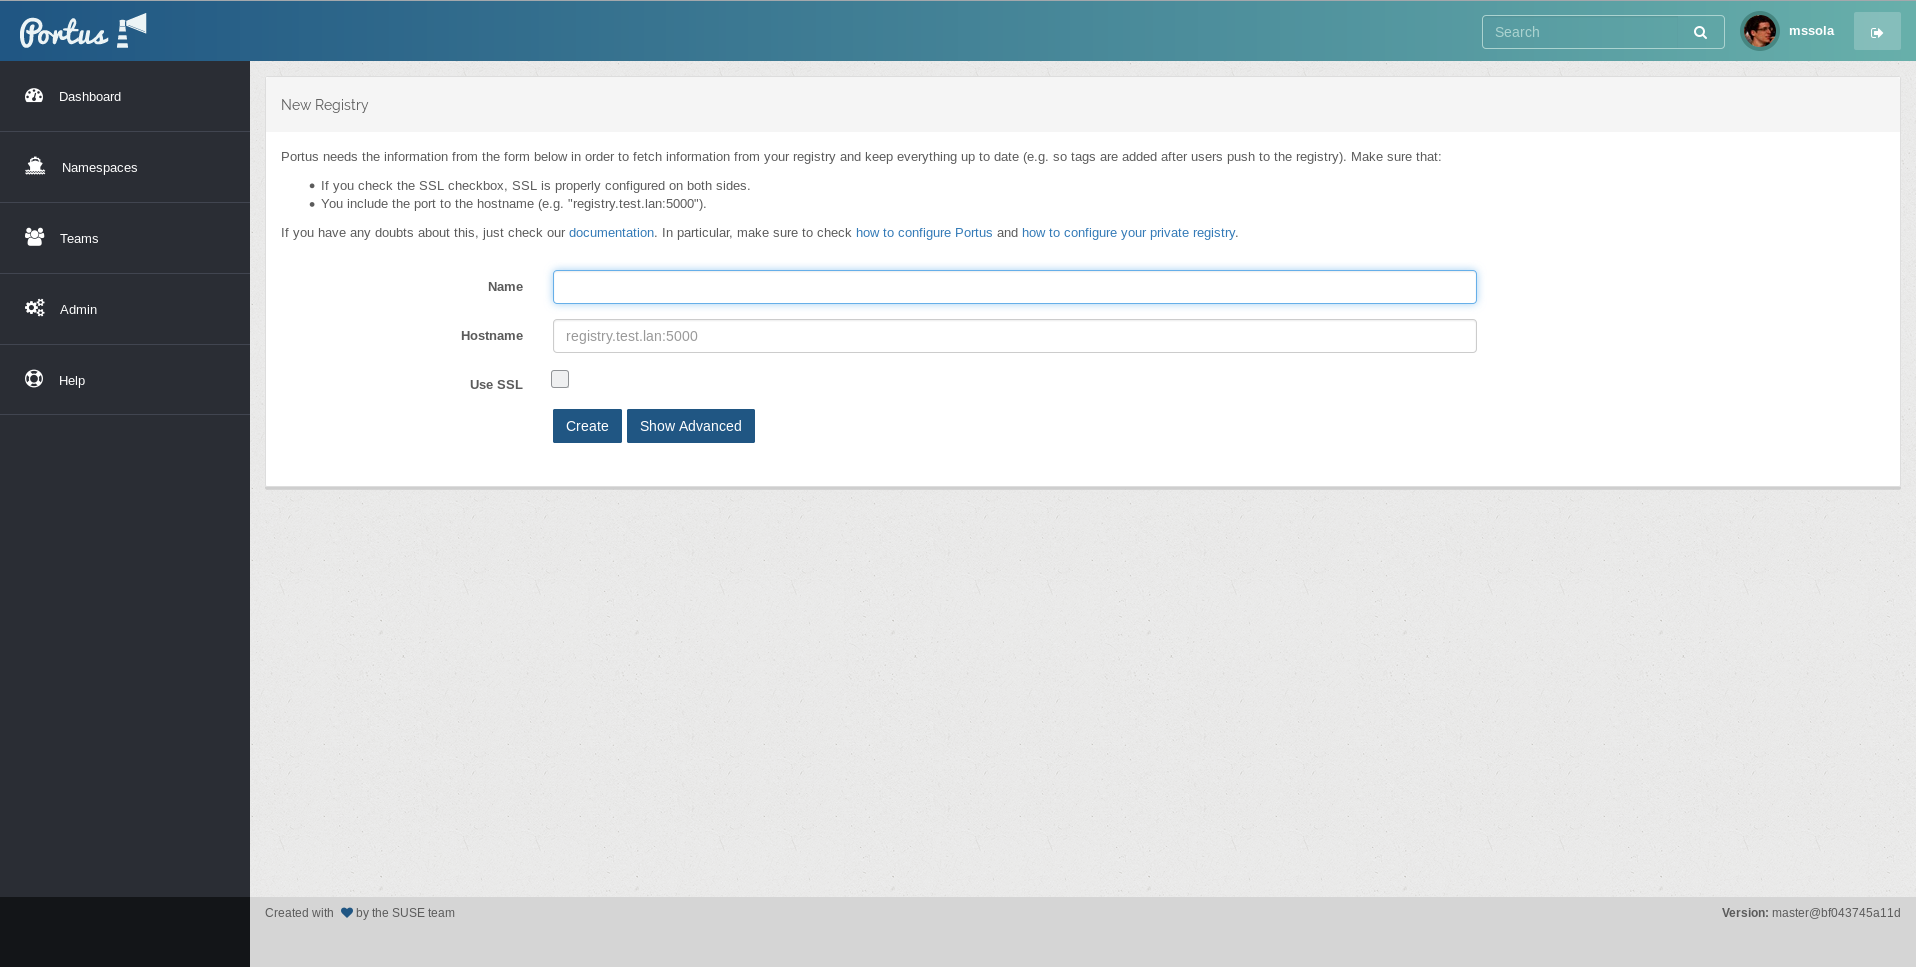 Portus
Search
mssola
Dashboard
Namespaces
Teams
Admin
Help
New Registry
Portus needs the information from the form below in order to fetch information from your registry and keep everything up to date (e.g. so tags are added after users push to the registry). Make sure that:
If you check the SSL checkbox, SSL is properly configured on both sides.
You include the port to the hostname (e.g. "registry.test.lan:5000").
If you have any doubts about this, just check our documentation. In particular, make sure to check how to configure Portus and how to configure your private registry.
Name
Hostname
registry.test.lan:5000
Use SSL
Create Show Advanced
Created with by the SUSE team
Version: master@bf043745a11d